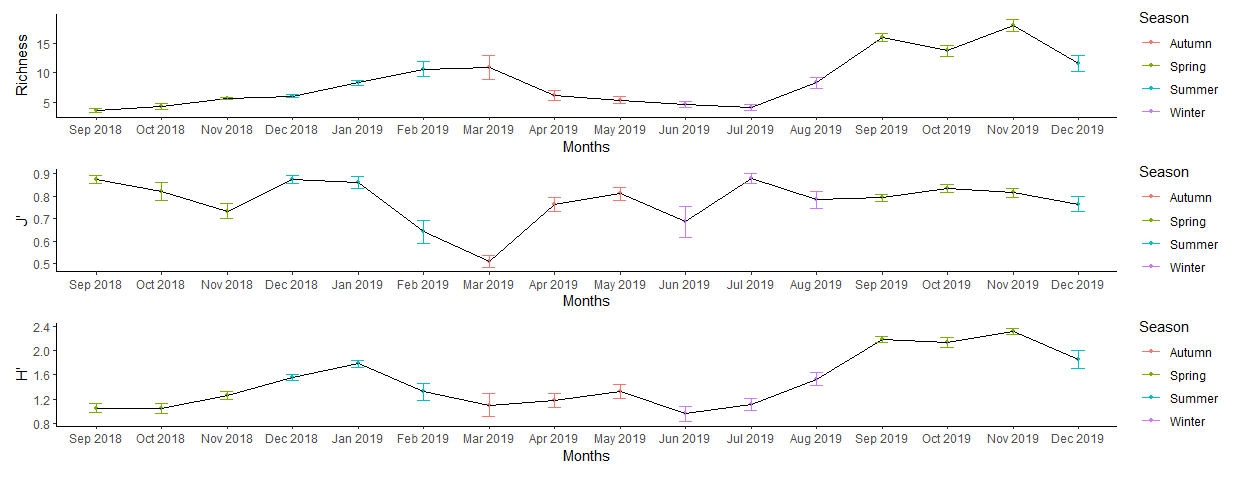 Season
Richness
15
10
5
Autumn
Spring
Summer
Winter
Sep 2018 Oct 2018 Nov 2018 Dec 2018 Jan 2019 Feb 2019 Mar 2019 Apr 2019 May 2019 Jun 2019 Jul 2019 Aug 2019 Sep 2019 Oct 2019 Nov 2019 Dec 2019
Months
Season
J'
0.9
0.8
0.7
0.6
0.5
Autumn
Spring
Summer
Winter
Sep 2018 Oct 2018 Nov 2018 Dec 2018 Jan 2019 Feb 2019 Mar 2019 Apr 2019 May 2019 Jun 2019 Jul 2019 Aug 2019 Sep 2019 Oct 2019 Nov 2019 Dec 2019
Months
Season
H'
2.4
2.0
1.6
1.2
0.8
Autumn
Spring
Summer
Winter
Sep 2018 Oct 2018 Nov 2018 Dec 2018 Jan 2019 Feb 2019 Mar 2019 Apr 2019 May 2019 Jun 2019 Jul 2019 Aug 2019 Sep 2019 Oct 2019 Nov 2019 Dec 2019
Months